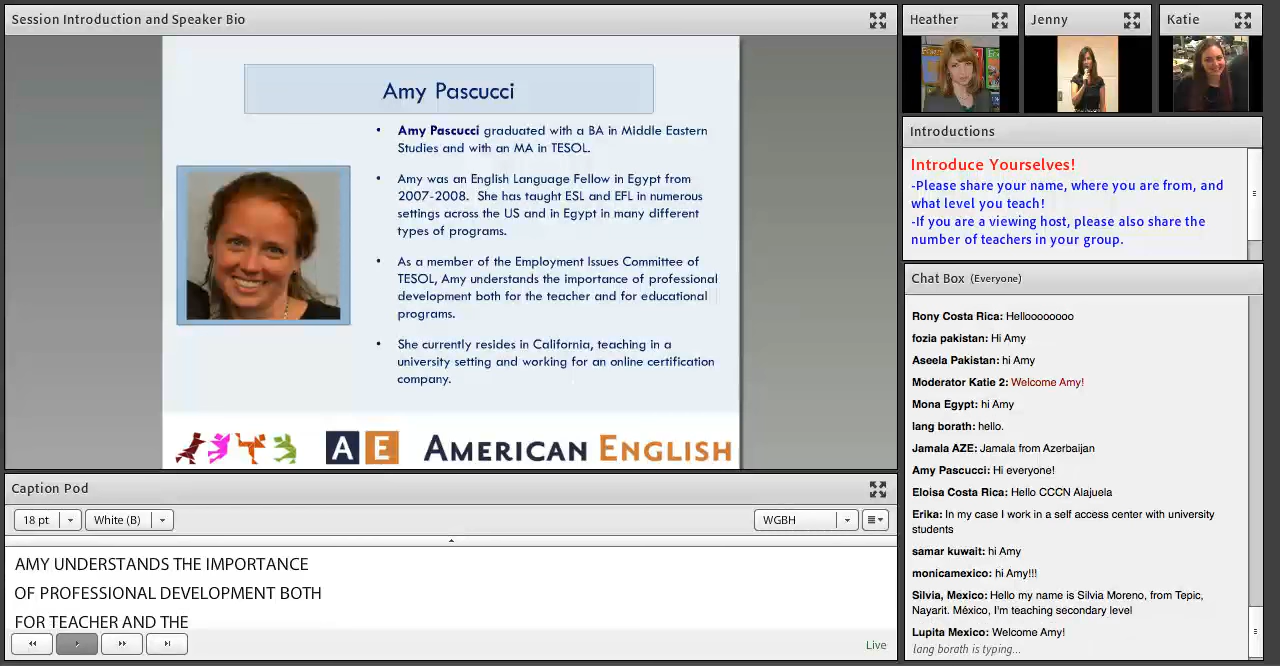 Session Introduction and Speaker Bio
Amy Pascucci
• Amy Pascucci graduated with a BA in Middle Eastern
Studies and with an MA in TESOL.
• Amy was an English Language Fellow in Egypt from
2007-2008. She has taught ESL and EFL in numerous
settings across the US and in Egypt in many different
types of programs.
• As a member of the Employment Issues Committee of
TESOL, Amy understands the importance of professional
development both for the teacher and for educational
programs.
• She currently resides in California, teaching in a
university setting and working for an online certification
company.
AE AMERICAN ENGLISH
Caption Pod
18 pt
White (B)
WGBH
AMY UNDERSTANDS THE IMPORTANCE
OF PROFESSIONAL DEVELOPMENT BOTH
FOR TEACHER AND THE
Live
Heather
Jenny
Katie
Introductions
Introduce Yourselves!
-Please share your name, where you are from, and
what level you teach!
-If you are a viewing host, please also share the
number of teachers in your group.
Chat Box (Everyone)
Rony Costa Rica: Helloooooooo
fozia pakistan: Hi Amy
Aseela Pakistan: hi Amy
Moderator Katie 2: Welcome Amy!
Mona Egypt: hi Amy
lang borath: hello.
Jamala AZE: Jamala from Azerbaijan
Amy Pascucci: Hi everyone!
Eloisa Costa Rica: Hello CCCN Alajuela
Erika: In my case I work in a self access center with university
students
samar kuwait: hi Amy
monicamexico: hi Amy!!!
Silvia, Mexico: Hello my name is Silvia Moreno, from Tepic,
Nayarit. México, I'm teaching secondary level
Lupita Mexico: Welcome Amy!
lang borath is typing...